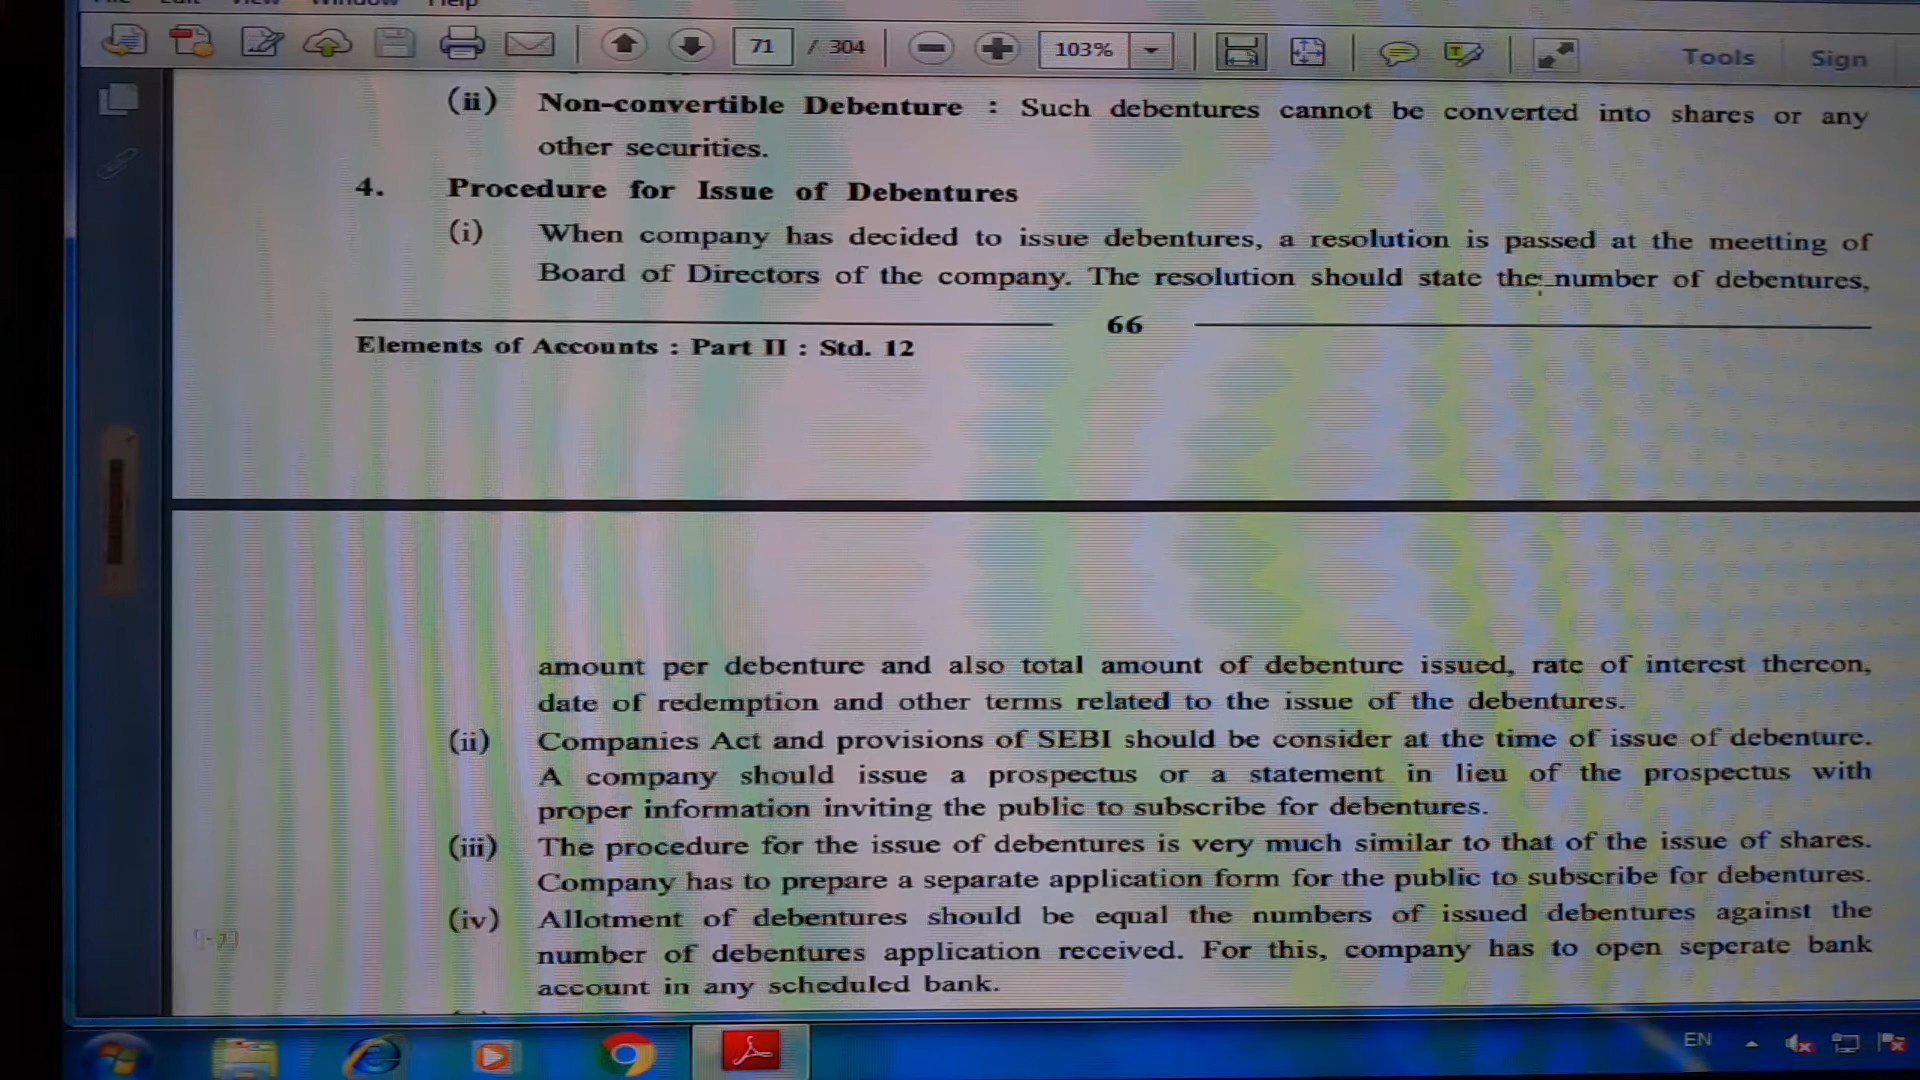 71 / 304
103%
Tools Sign
(ii) Non-convertible Debenture : Such debentures cannot be converted into shares or any
other securities.
4. Procedure for Issue of Debentures
(i) When company has decided to issue debentures, a resolution is passed at the meetting of
Board of Directors of the company. The resolution should state the number of debentures,
66
Elements of Accounts : Part II : Std. 12
amount per debenture and also total amount of debenture issued, rate of interest thereon,
date of redemption and other terms related to the issue of the debentures.
(ii) Companies Act and provisions of SEBI should be consider at the time of issue of debenture.
A company should issue a prospectus or a statement in lieu of the prospectus with
proper information inviting the public to subscribe for debentures.
(iii) The procedure for the issue of debentures is very much similar to that of the issue of shares.
Company has to prepare a separate application form for the public to subscribe for debentures.
(iv) Allotment of debentures should be equal the numbers of issued debentures against the
number of debentures application received. For this, company has to open seperate bank
account in any scheduled bank.
EN